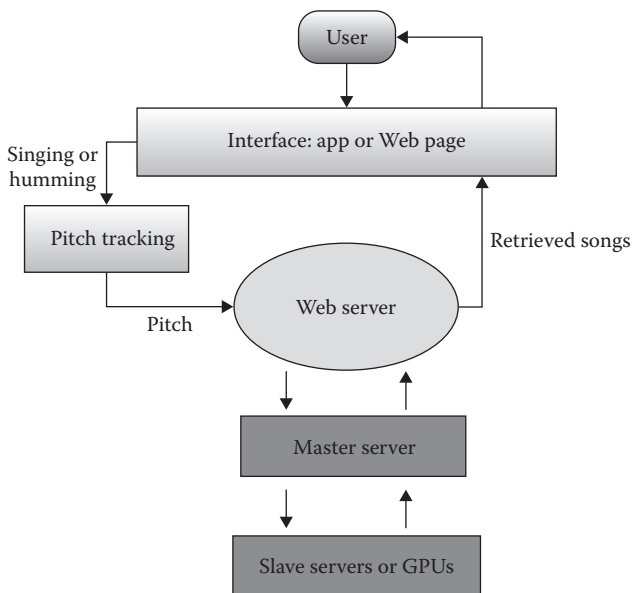 User
Interface: app or Web page
Singing or
humming
Pitch tracking
Retrieved songs
Web server
Pitch
Master server
Slave servers or GPUs